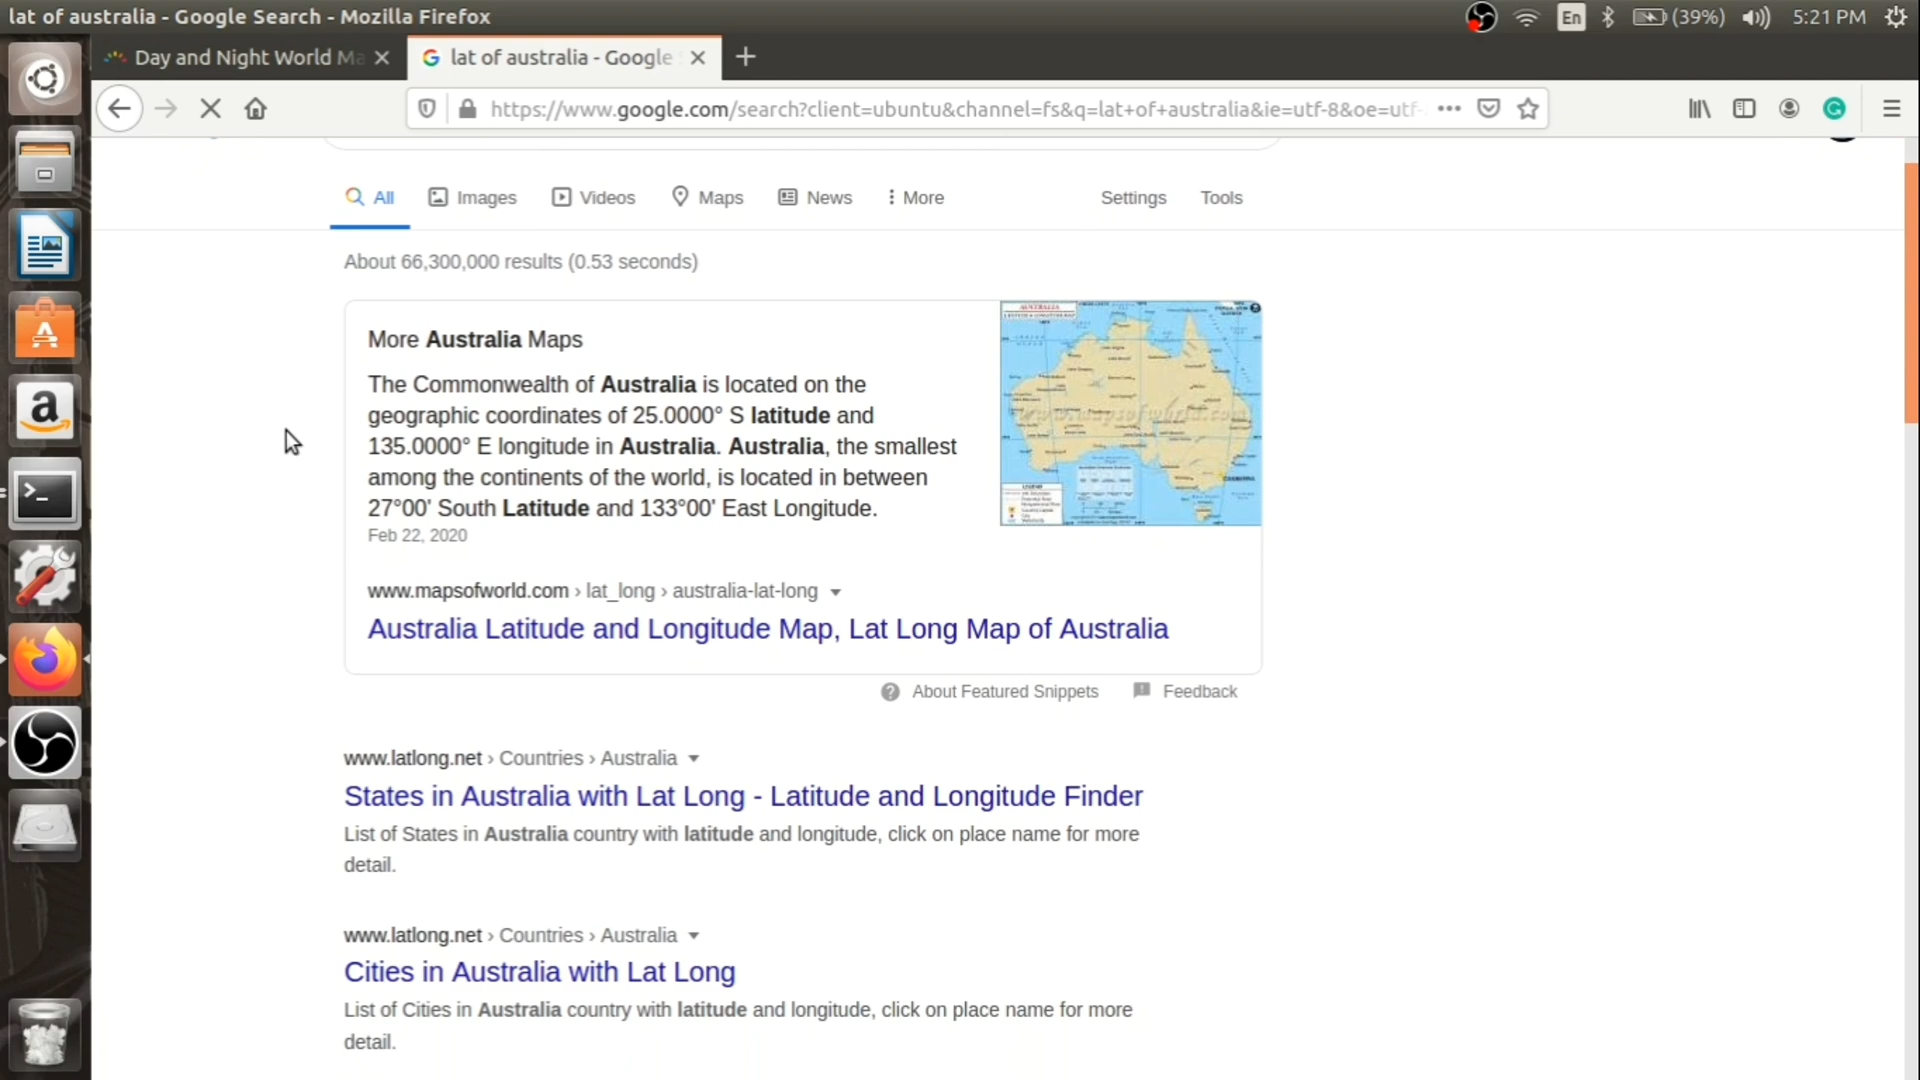 lat of australia - Google Search - Mozilla Firefox
En (39%) 5:21 PM
Day and Night World Ma
lat of australia - Google
https://www.google.com/search?client=ubuntu&channel=fs&q=lat+of+australia&ie=utf-8&oe=utf-
All Images Videos Maps News More Settings Tools
About 66,300,000 results (0.53 seconds)
More Australia Maps
The Commonwealth of Australia is located on the
geographic coordinates of 25.0000° S latitude and
135.0000° E longitude in Australia. Australia, the smallest
among the continents of the world, is located in between
27°00' South Latitude and 133°00' East Longitude.
Feb 22, 2020
AUSTRALIA
www.mapsofworld.com
CANBERRA
LEGEND
www.mapsofworld.com › lat_long › australia-lat-long
Australia Latitude and Longitude Map, Lat Long Map of Australia
About Featured Snippets Feedback
www.latlong.net › Countries › Australia
States in Australia with Lat Long - Latitude and Longitude Finder
List of States in Australia country with latitude and longitude, click on place name for more
detail.
www.latlong.net › Countries › Australia
Cities in Australia with Lat Long
List of Cities in Australia country with latitude and longitude, click on place name for more
detail.